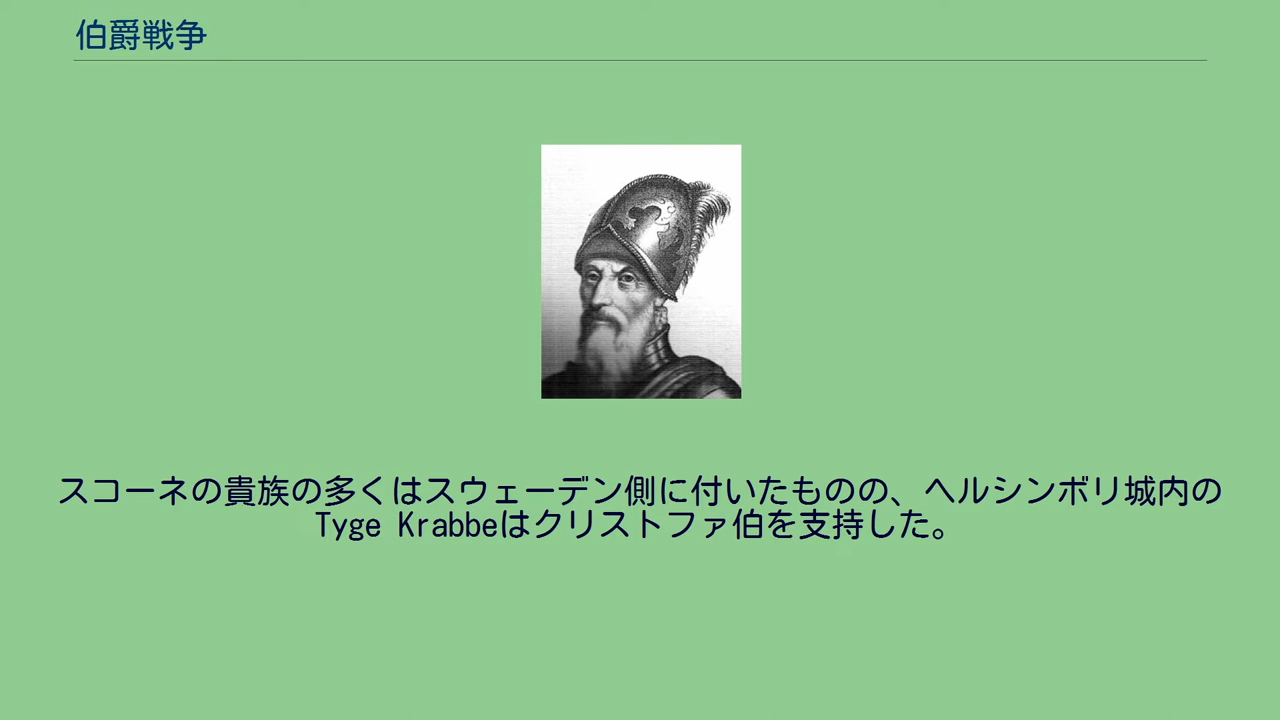 伯爵戦争
スコーネの貴族の多くはスウェーデン側に付いたものの、ヘルシンボリ城内の
Tyge Krabbeはクリストファ伯を支持した。